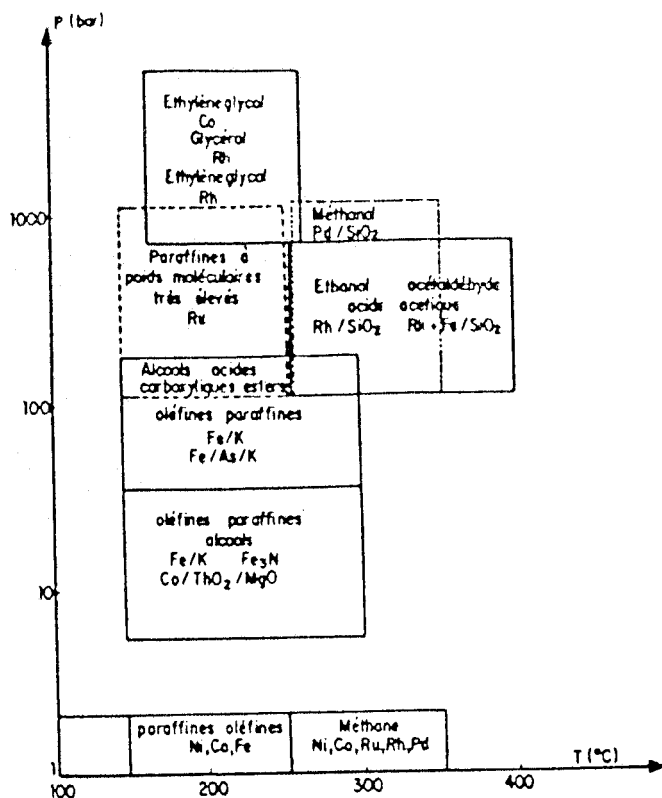 P (bar)
Ethylène glycol
Co
Glycérol
Rh
Ethylène glycol
Rh
1000
Méthanol
Pd/SiO₂
Paraffines à
poids moléculaires
très élevés
Ru
Ethanol acétaldéhyde
acide acétique
Rh/SiO₂ Rh + Fe/SiO₂
Alcools acides
carboxyliques esters
100
oléfines paraffines
Fe/K
Fe/As/K
oléfines paraffines
alcools
Fe/K Fe₃N
Co/ThO₂/MgO
10
paraffines oléfines
Ni,Co,Fe
Méthane
Ni,Co,Ru,Rh,Pd
1
T (°C)
100 200 300 400